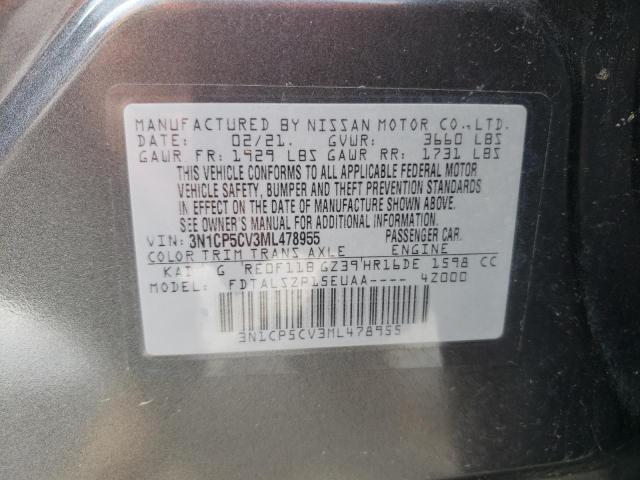 MANUFACTURED BY NISSAN MOTOR CO.,LTD.
DATE: 02/21. GVWR: 3660 LBS
GAWR FR: 1929 LBS GAWR RR: 1731 LBS
THIS VEHICLE CONFORMS TO ALL APPLICABLE FEDERAL MOTOR
VEHICLE SAFETY, BUMPER AND THEFT PREVENTION STANDARDS
IN EFFECT ON THE DATE OF MANUFACTURE SHOWN ABOVE.
SEE OWNER'S MANUAL FOR ADDITIONAL INFORMATION.
VIN: 3N1CP5CV3ML478955 PASSENGER CAR.
COLOR TRIM TRANS AXLE ENGINE
KAD G RE0F11B GZ39 HR16DE 1598 CC
MODEL: FDTALSZP15EUAA---- 4Z000
3N1CP5CV3ML478955